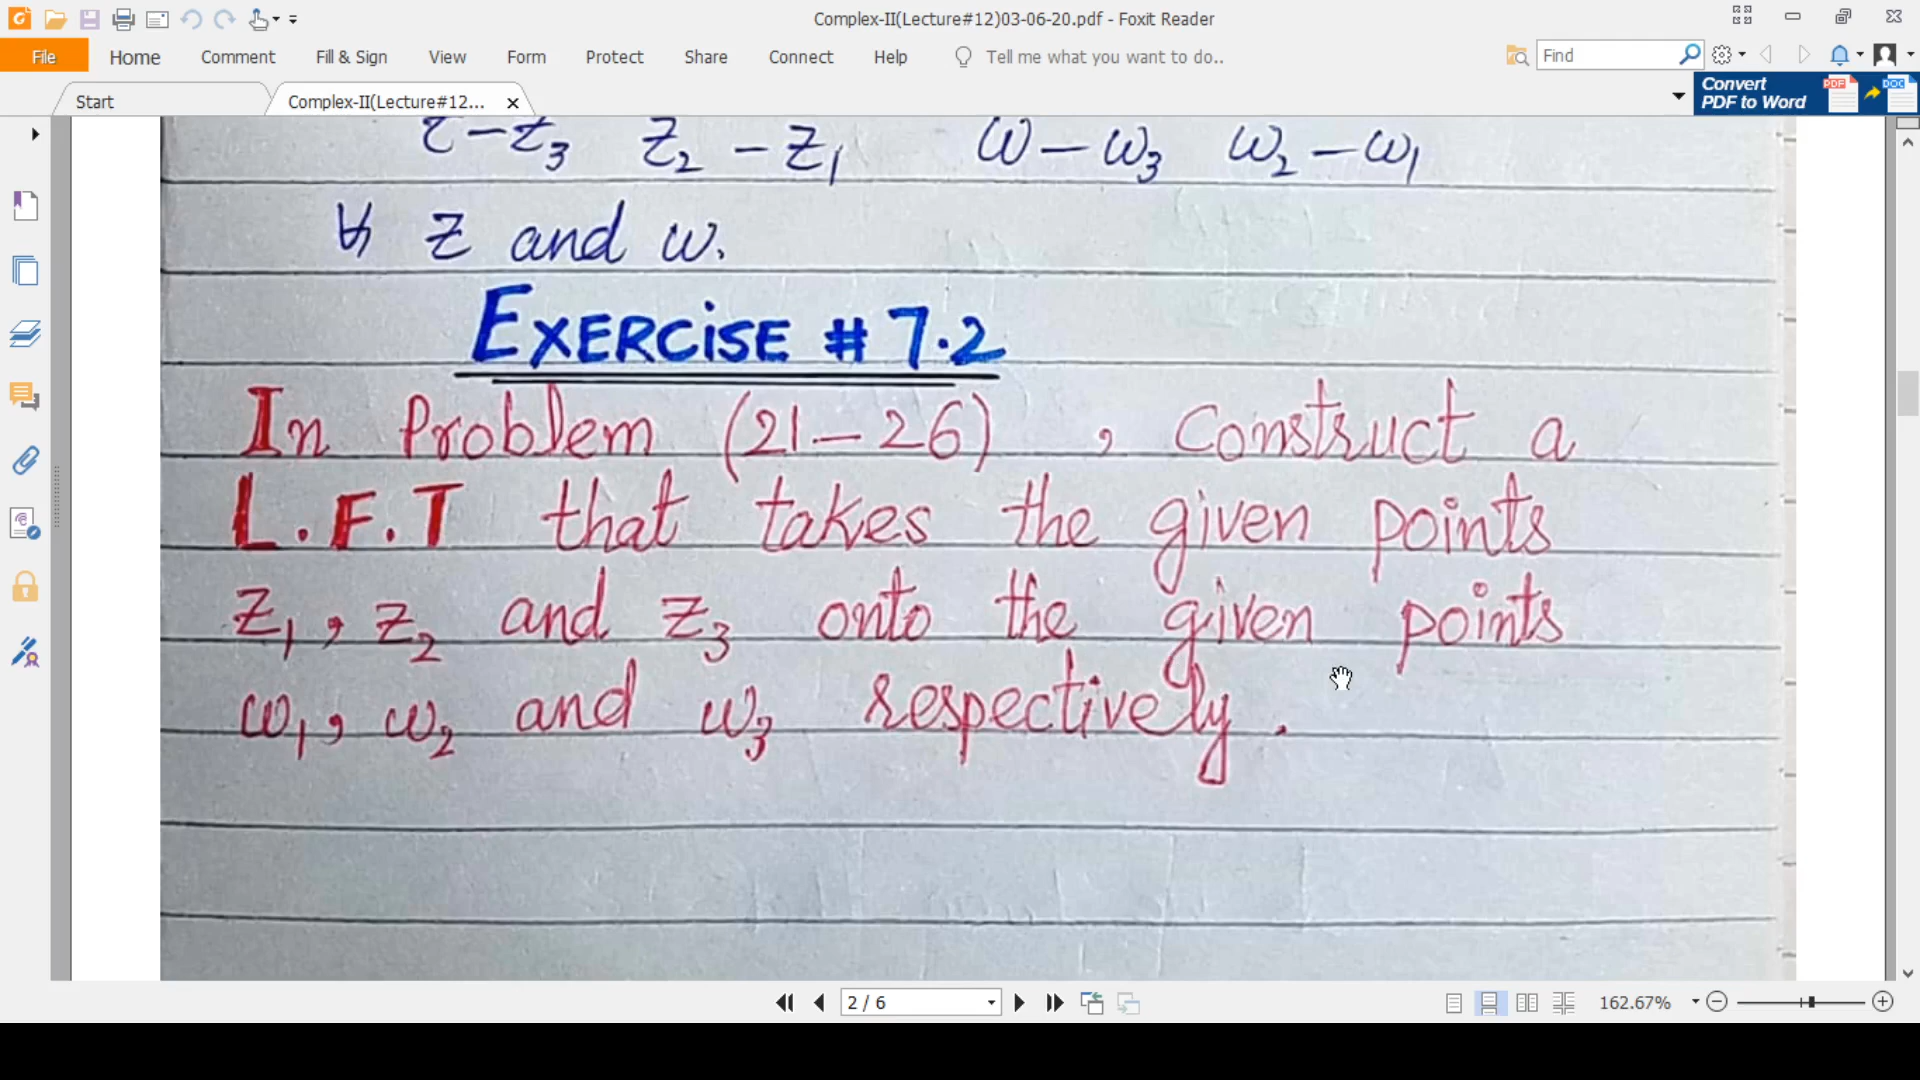 Complex-II(Lecture#12)03-06-20.pdf - Foxit Reader
File Home Comment Fill & Sign View Form Protect Share Connect Help Tell me what you want to do.. Find
Start Complex-II(Lecture#12...
Convert
PDF to Word
PDF DOC
z-z₃ z₂-z₁ w-w₃ w₂-w₁
∀ z and w.
EXERCiSE # 7.2
In Problem (21-26) , Construct a
L.F.T that takes the given points
z₁, z₂ and z₃ onto the given points
w₁, w₂ and w₃ respectively.
2 / 6 162.67%